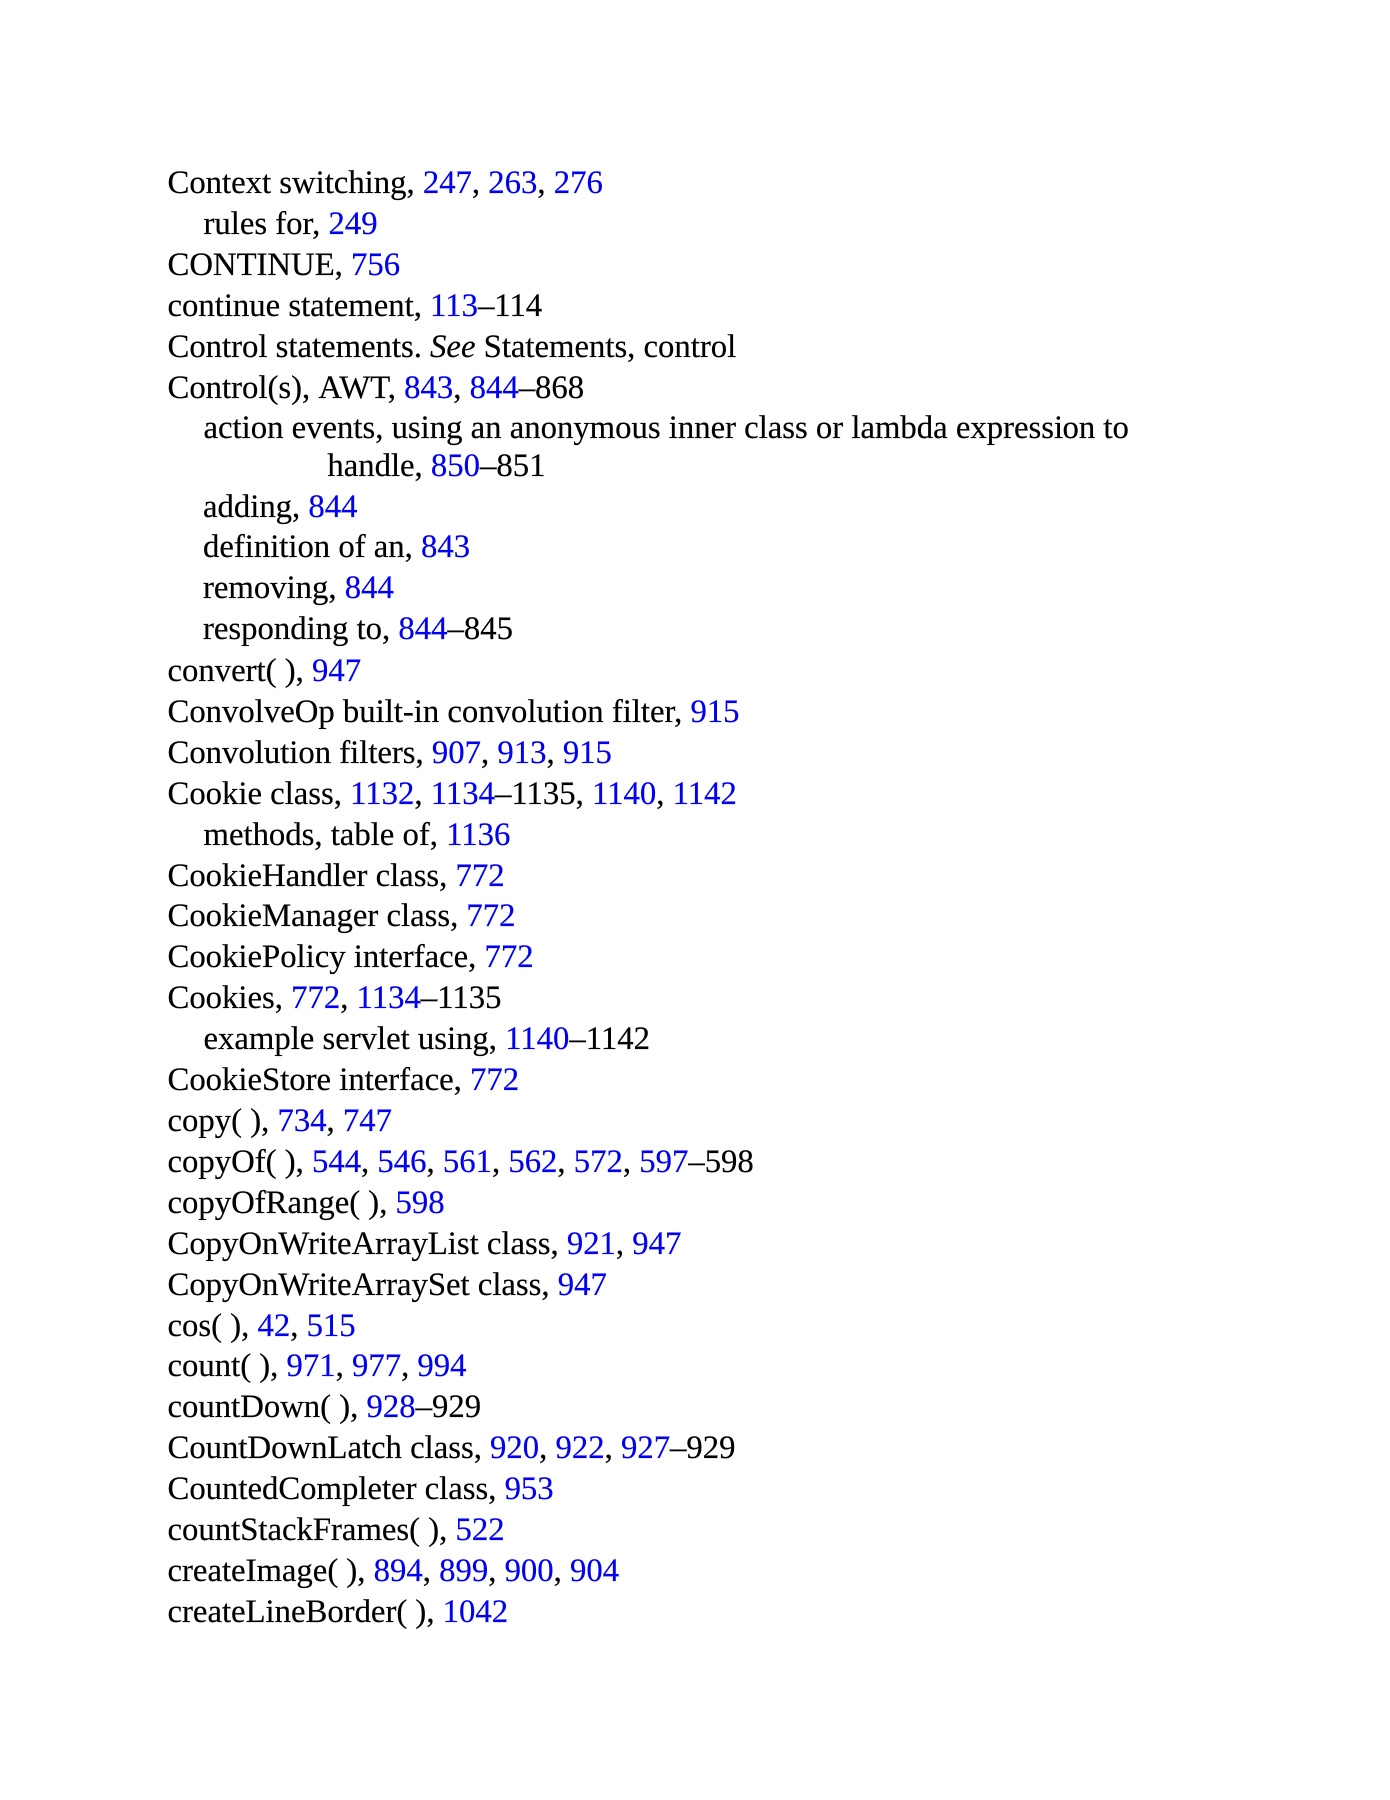 Context switching, 247, 263, 276
rules for, 249
CONTINUE, 756
continue statement, 113–114
Control statements. See Statements, control
Control(s), AWT, 843, 844–868
action events, using an anonymous inner class or lambda expression to
handle, 850–851
adding, 844
definition of an, 843
removing, 844
responding to, 844–845
convert( ), 947
ConvolveOp built-in convolution filter, 915
Convolution filters, 907, 913, 915
Cookie class, 1132, 1134–1135, 1140, 1142
methods, table of, 1136
CookieHandler class, 772
CookieManager class, 772
CookiePolicy interface, 772
Cookies, 772, 1134–1135
example servlet using, 1140–1142
CookieStore interface, 772
copy( ), 734, 747
copyOf( ), 544, 546, 561, 562, 572, 597–598
copyOfRange( ), 598
CopyOnWriteArrayList class, 921, 947
CopyOnWriteArraySet class, 947
cos( ), 42, 515
count( ), 971, 977, 994
countDown( ), 928–929
CountDownLatch class, 920, 922, 927–929
CountedCompleter class, 953
countStackFrames( ), 522
createImage( ), 894, 899, 900, 904
createLineBorder( ), 1042